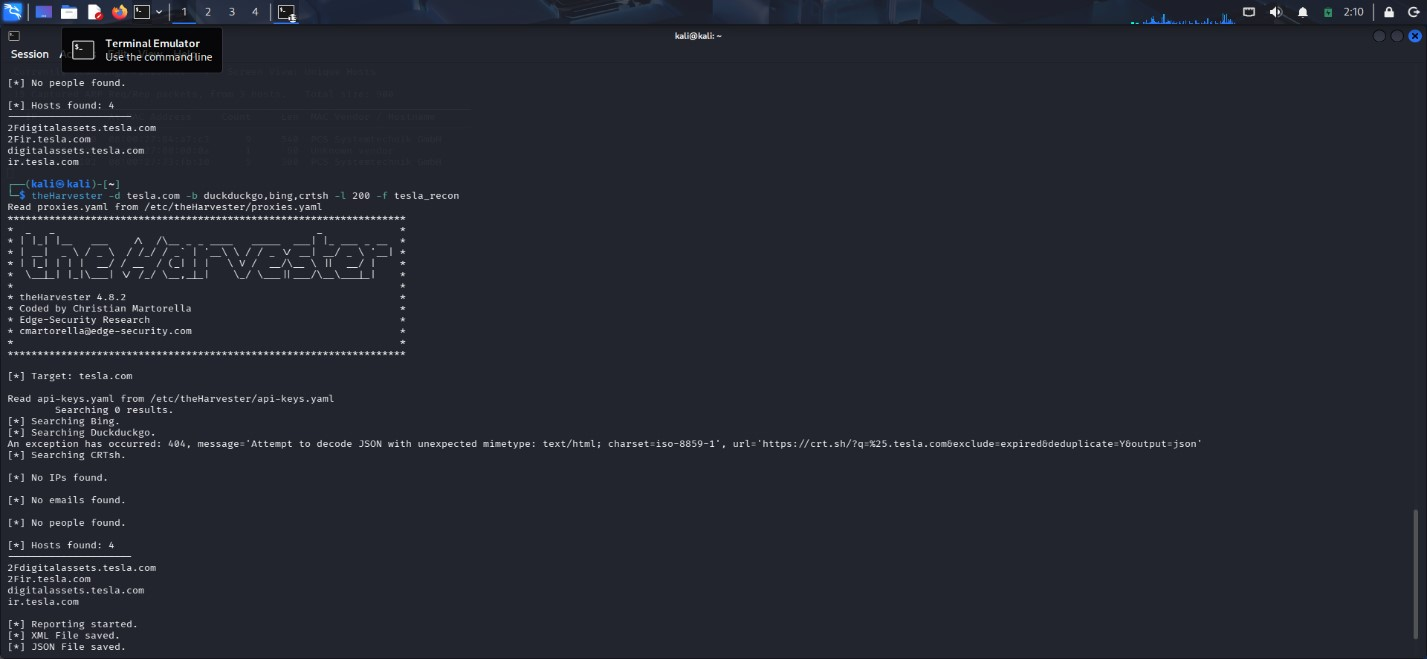 1 2 3 4
2:10
Terminal Emulator
Use the command line
kali@kali: ~
Session
[*] No people found.
[*] Hosts found: 4
2Fdigitalassets.tesla.com
2Fir.tesla.com
digitalassets.tesla.com
ir.tesla.com
(kali㉿kali)-[~]
$ theHarvester -d tesla.com -b duckduckgo,bing,crtsh -l 200 -f tesla_recon
Read proxies.yaml from /etc/theHarvester/proxies.yaml
*******************************************************************
theHarvester
* theHarvester 4.8.2 *
* Coded by Christian Martorella *
* Edge-Security Research *
* cmartorella@edge-security.com *
* *
*******************************************************************
[*] Target: tesla.com
Read api-keys.yaml from /etc/theHarvester/api-keys.yaml
Searching 0 results.
[*] Searching Bing.
[*] Searching Duckduckgo.
An exception has occurred: 404, message='Attempt to decode JSON with unexpected mimetype: text/html; charset=iso-8859-1', url='https://crt.sh/?q=%25.tesla.com&exclude=expired&deduplicate=Y&output=json'
[*] Searching CRTsh.
[*] No IPs found.
[*] No emails found.
[*] No people found.
[*] Hosts found: 4
2Fdigitalassets.tesla.com
2Fir.tesla.com
digitalassets.tesla.com
ir.tesla.com
[*] Reporting started.
[*] XML File saved.
[*] JSON File saved.